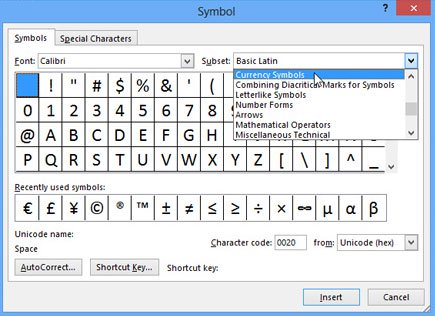 Symbol
? ×
Symbols Special Characters
Font: Calibri Subset: Basic Latin
Currency Symbols
Combining Diacritical Marks for Symbols
Letterlike Symbols
Number Forms
Arrows
Mathematical Operators
Miscellaneous Technical
! " # $ % & ' (
0 1 2 3 4 5 6 7 8
@ A B C D E F G H
P Q R S T U V W X Y Z [ \ ] ^ _
Recently used symbols:
€ £ ¥ © ® ™ ± ≠ ≤ ≥ ÷ × ∞ µ α β
Unicode name:
Space
Character code: 0020 from: Unicode (hex)
AutoCorrect... Shortcut Key... Shortcut key:
Insert Cancel